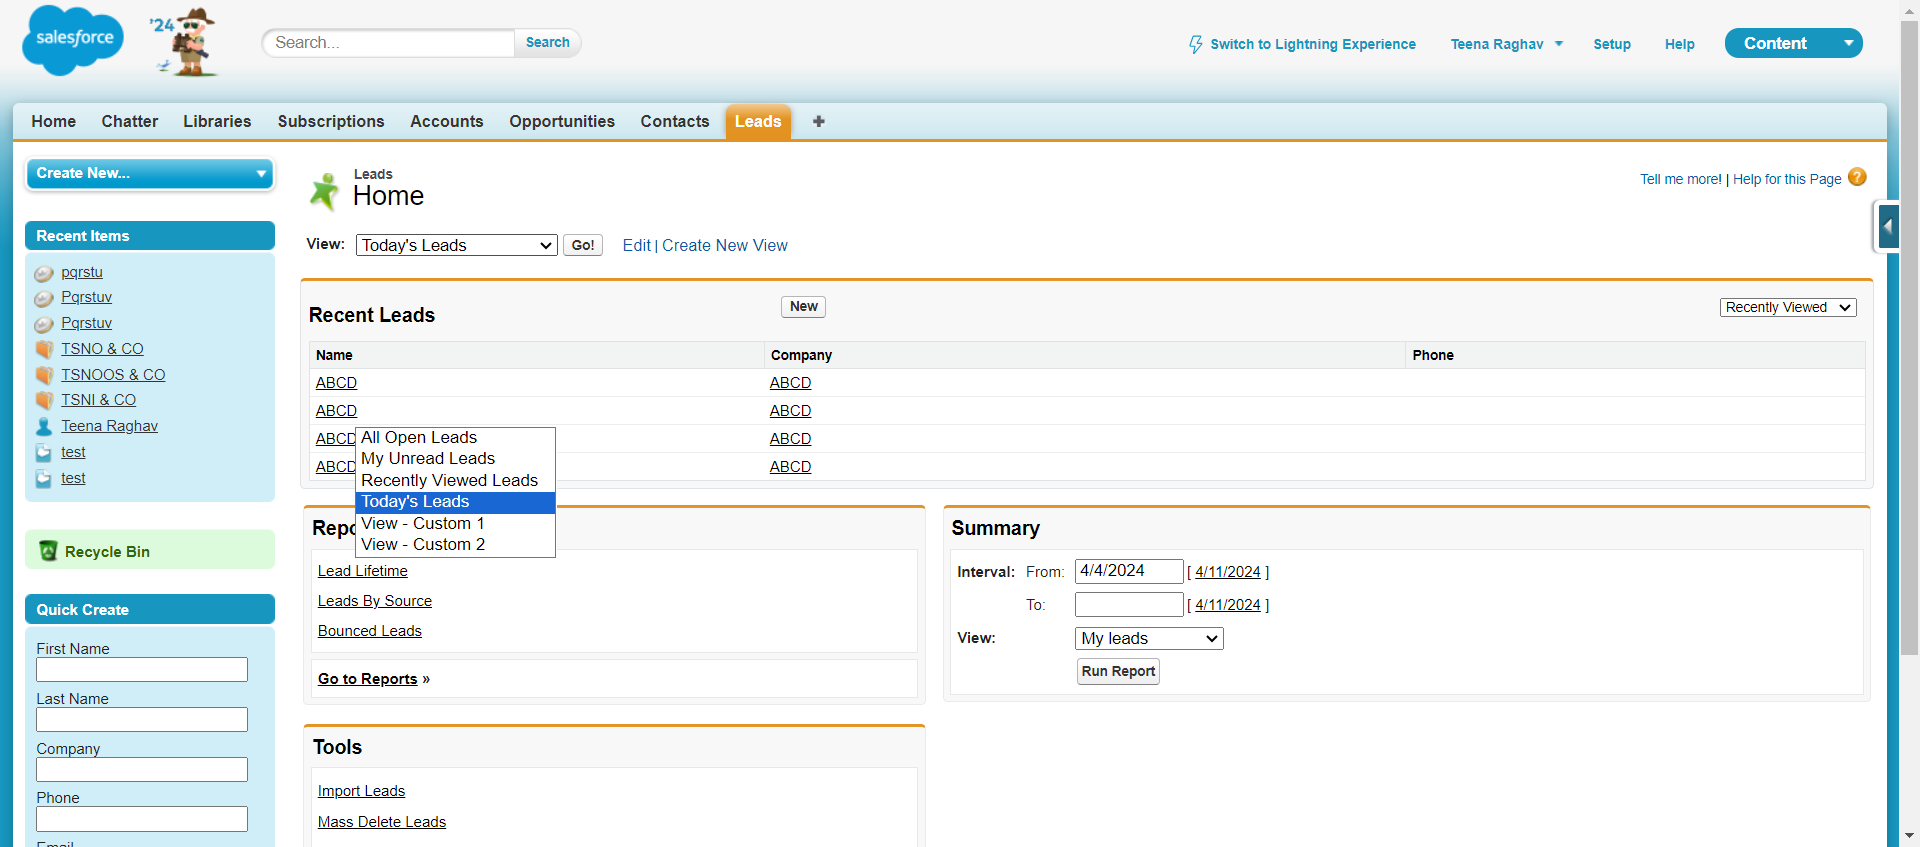 salesforce
'24
Search...
Search
Switch to Lightning Experience
Teena Raghav
Setup
Help
Content
Home
Chatter
Libraries
Subscriptions
Accounts
Opportunities
Contacts
Leads
+
Create New...
Leads
Home
Tell me more! | Help for this Page ?
View:
Today's Leads
Go!
Edit | Create New View
Recent Items
pqrstu
Pqrstuv
Pqrstuv
TSNO & CO
TSNOOS & CO
TSNI & CO
Teena Raghav
test
test
Recycle Bin
Quick Create
First Name
Last Name
Company
Phone
Recent Leads
New
Recently Viewed
Name Company Phone
ABCD ABCD
ABCD ABCD
ABCD ABCD
ABCD ABCD
All Open Leads
My Unread Leads
Recently Viewed Leads
Today's Leads
View - Custom 1
View - Custom 2
Lead Lifetime
Leads By Source
Bounced Leads
Go to Reports »
Summary
Interval: From: 4/4/2024 [ 4/11/2024 ]
To: [ 4/11/2024 ]
View: My leads
Run Report
Tools
Import Leads
Mass Delete Leads